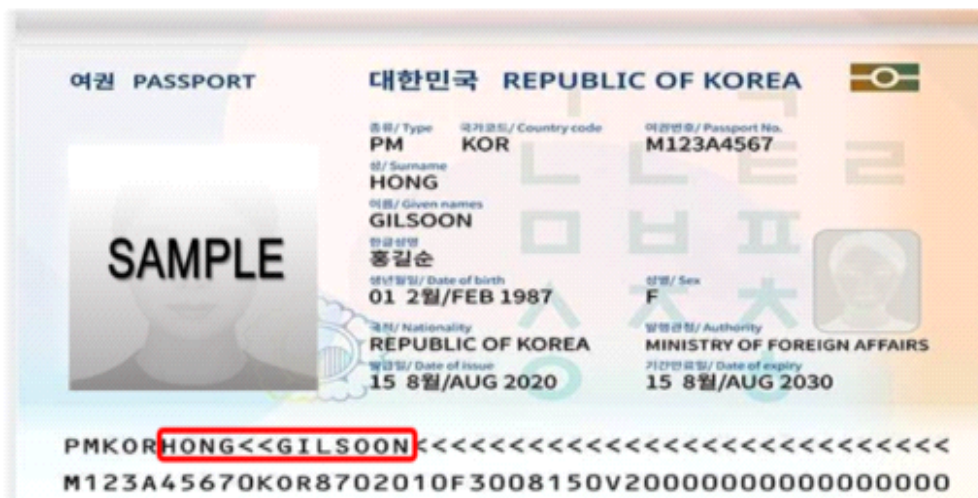 여권 PASSPORT
대한민국 REPUBLIC OF KOREA
종류/Type 국가코드/Country code 여권번호/Passport No.
PM KOR M123A4567
성/Surname
HONG
이름/Given names
GILSOON
한글성명
홍길순
생년월일/Date of birth 성별/Sex
01 2월/FEB 1987 F
국적/Nationality 발행관청/Authority
REPUBLIC OF KOREA MINISTRY OF FOREIGN AFFAIRS
발급일/Date of issue 기간만료일/Date of expiry
15 8월/AUG 2020 15 8월/AUG 2030
SAMPLE
PMKORHONG<<GILSOON<<<<<<<<<<<<<<<<<<<<<<<<<<
M123A45670KOR8702010F3008150V200000000000000